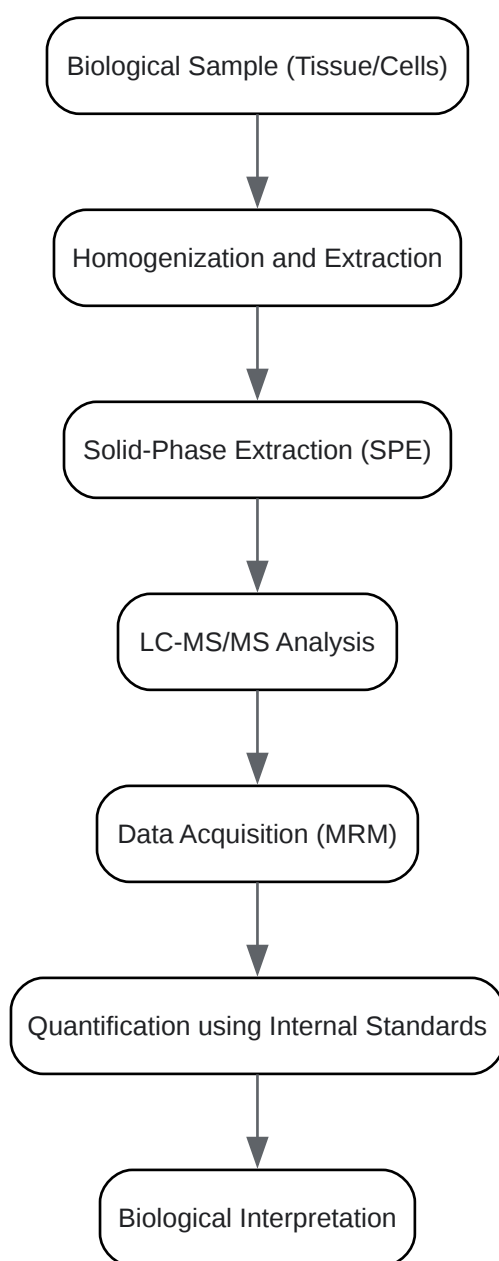 Biological Sample (Tissue/Cells)
Homogenization and Extraction
Solid-Phase Extraction (SPE)
LC-MS/MS Analysis
Data Acquisition (MRM)
Quantification using Internal Standards
Biological Interpretation